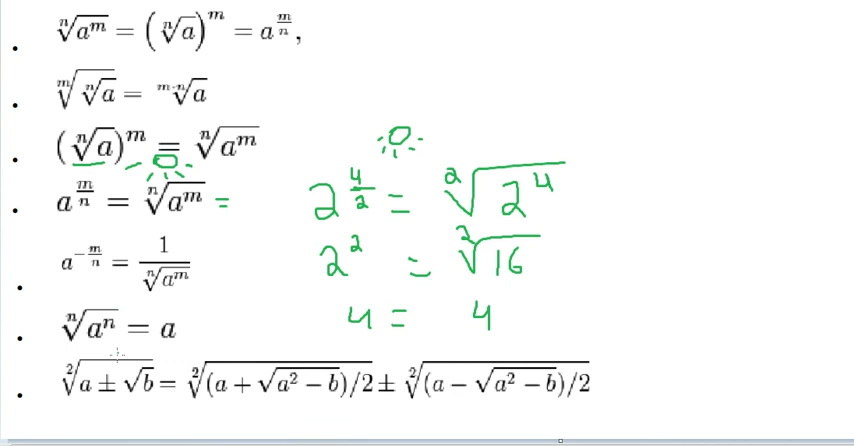 • ⁿ√(aᵐ) = (ⁿ√a)ᵐ = a^(m/n),
• ᵐ√(ⁿ√a) = ᵐ·ⁿ√a
• (ⁿ√a)ᵐ = ⁿ√(aᵐ)
• a^(m/n) = ⁿ√(aᵐ) = 2^(4/2) = ²√(2⁴)
2² = ²√16
• a^(-m/n) = 1/ⁿ√(aᵐ)
4 = 4
• ⁿ√(aⁿ) = a
• ²√(a ± √b) = ²√((a + √(a² − b))/2) ± ²√((a − √(a² − b))/2)